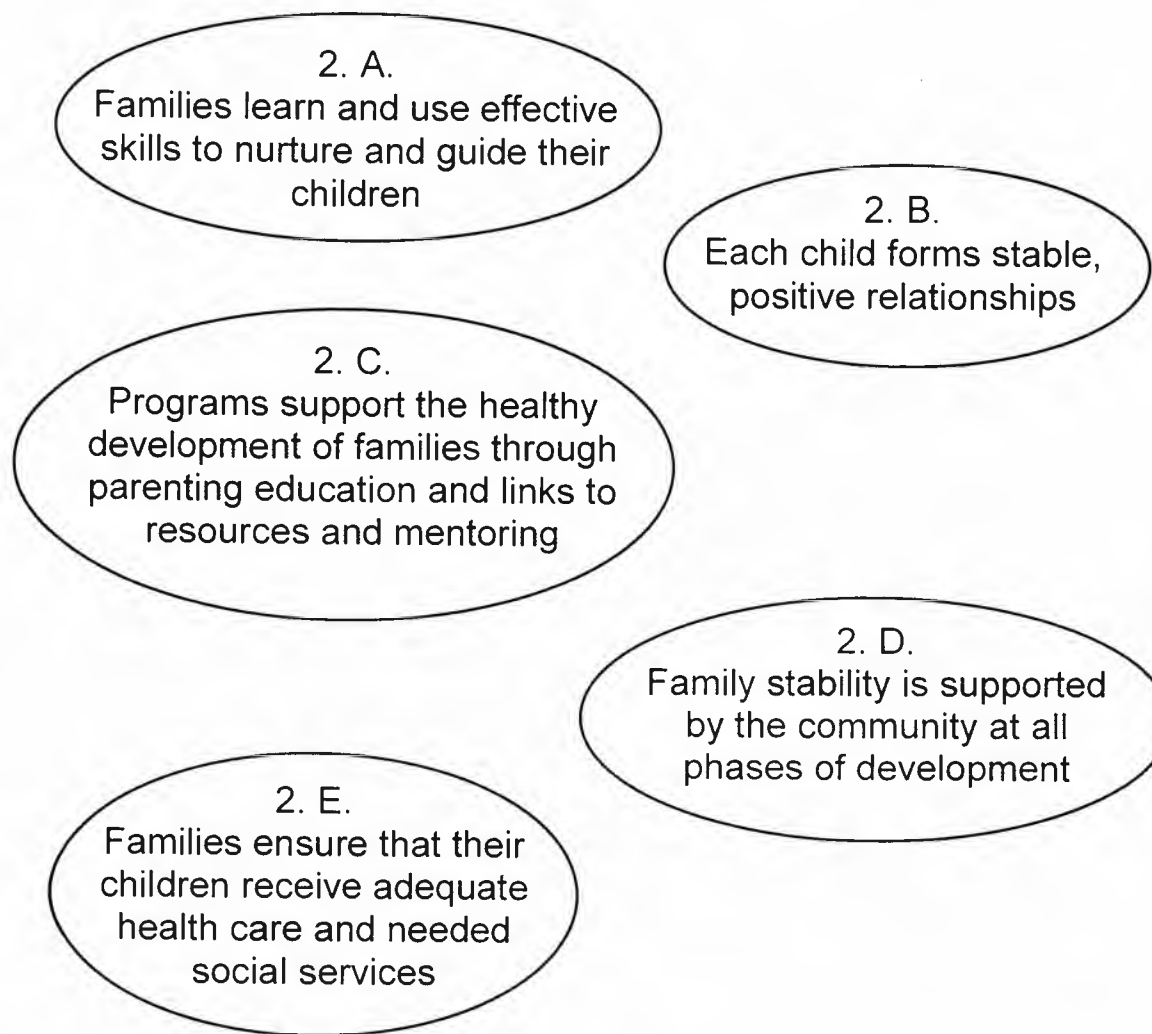 2. A.
Families learn and use effective
skills to nurture and guide their
children
2. B.
Each child forms stable,
positive relationships
2. C.
Programs support the healthy
development of families through
parenting education and links to
resources and mentoring
2. D.
Family stability is supported
by the community at all
phases of development
2. E.
Families ensure that their
children receive adequate
health care and needed
social services